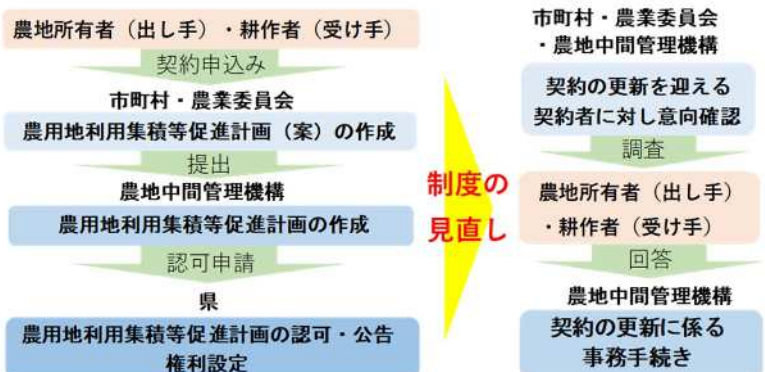 農地所有者（出し手）・耕作者（受け手）
契約申込み
市町村・農業委員会
農用地利用集積等促進計画（案）の作成
提出
農地中間管理機構
農用地利用集積等促進計画の作成
認可申請
県
農用地利用集積等促進計画の認可・公告
権利設定
制度の
見直し
市町村・農業委員会
・農地中間管理機構
契約の更新を迎える
契約者に対し意向確認
調査
農地所有者（出し手）
・耕作者（受け手）
回答
農地中間管理機構
契約の更新に係る
事務手続き